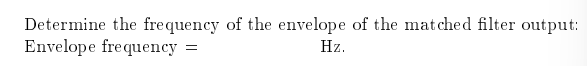 Determine the frequency of the envelope of the matched filter output:
Envelope frequency = Hz.